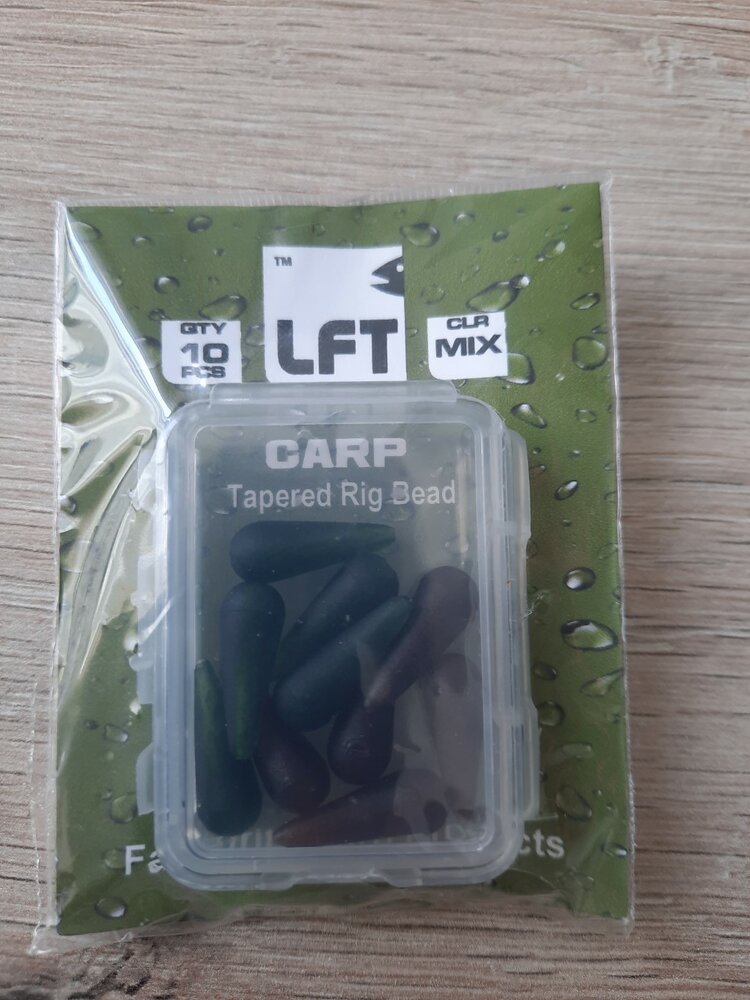 TM
LFT
QTY
10
PCS
CLR
MIX
CARP
Tapered Rig Bead